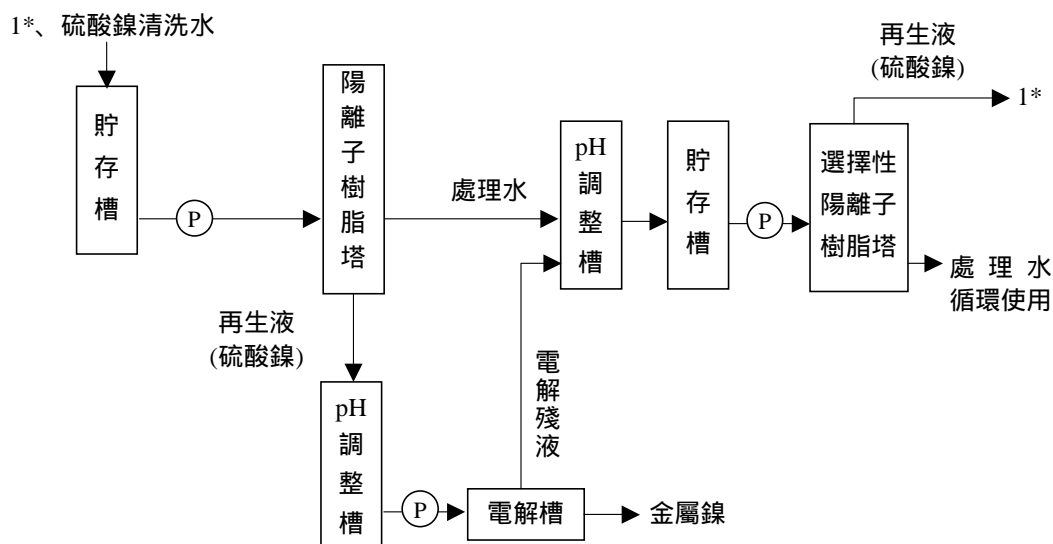 1*、硫酸鎳清洗水
貯存槽
P
陽離子樹脂塔
處理水
pH
調整槽
貯存槽
P
再生液
(硫酸鎳)
1*
選擇性
陽離子
樹脂塔
處理水
循環使用
再生液
(硫酸鎳)
pH
調整槽
P
電解槽
電解殘液
金屬鎳